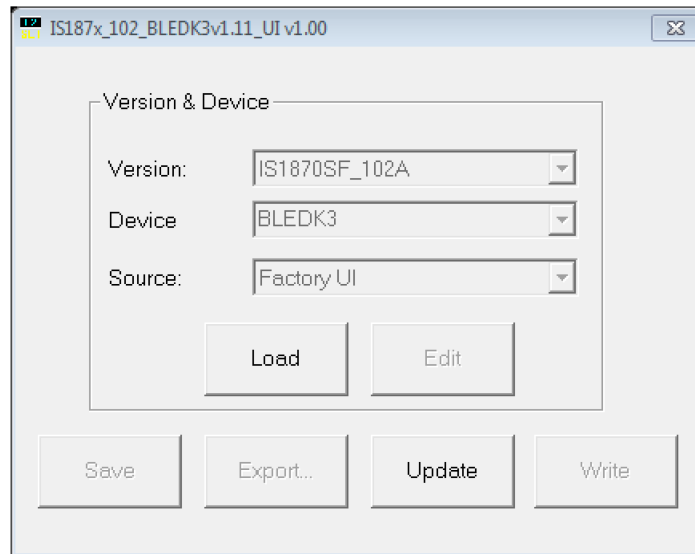 IS187x_102_BLEDK3v1.11_UI v1.00
Version & Device
Version: IS1870SF_102A
Device BLEDK3
Source: Factory UI
Load Edit
Save Export... Update Write